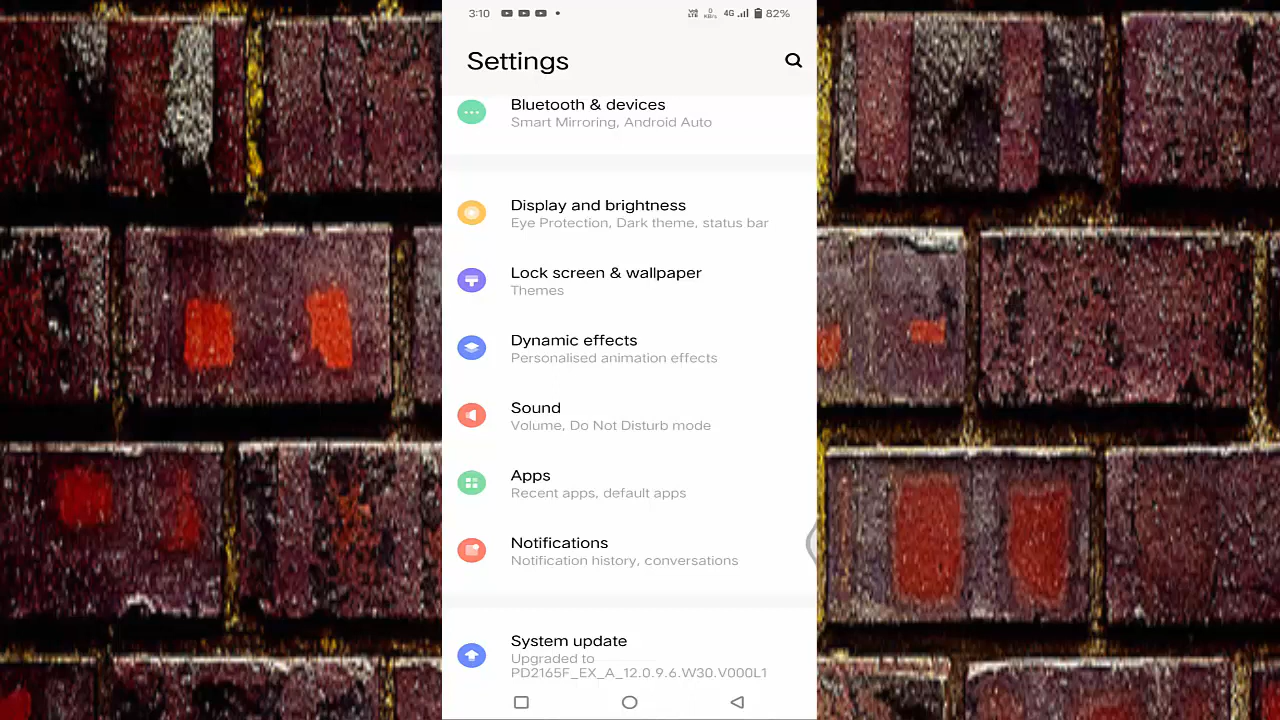 3:10 4G 82%
Settings
Bluetooth & devices
Smart Mirroring, Android Auto
Display and brightness
Eye Protection, Dark theme, status bar
Lock screen & wallpaper
Themes
Dynamic effects
Personalised animation effects
Sound
Volume, Do Not Disturb mode
Apps
Recent apps, default apps
Notifications
Notification history, conversations
System update
Upgraded to
PD2165F_EX_A_12.0.9.6.W30.V000L1